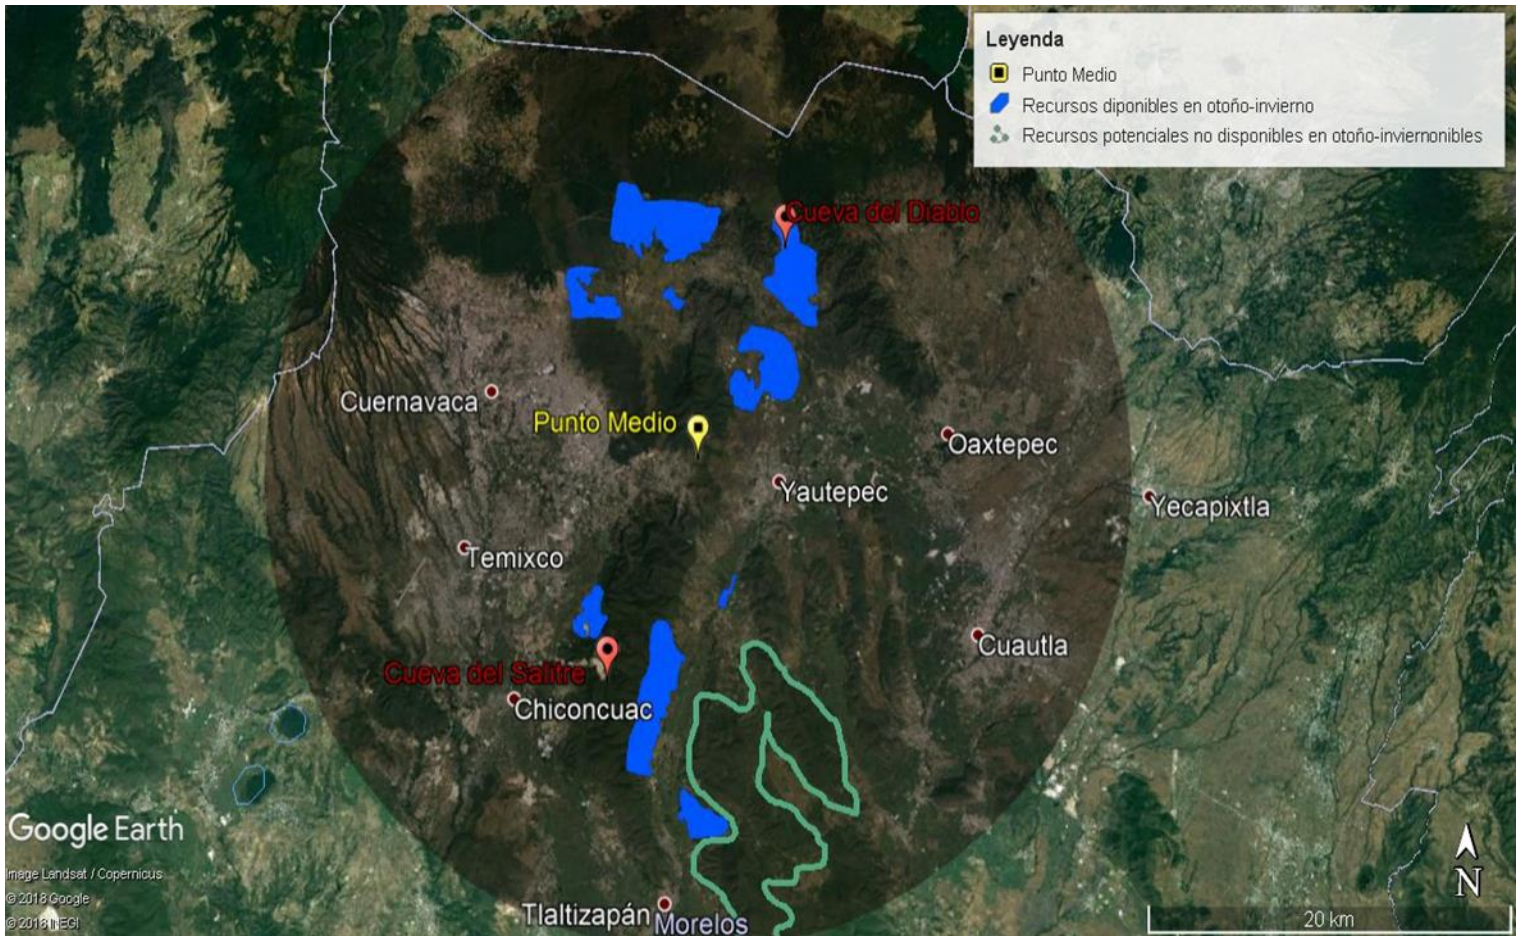 Leyenda
Punto Medio
Recursos diponibles en otoño-invierno
Recursos potenciales no disponibles en otoño-inviernonibles
Cueva del Diablo
Cuernavaca
Punto Medio
Oaxtepec
Yautepec
Yecapixtla
Temixco
Cuautla
Cueva del Salitre
Chiconcuac
Google Earth
Image Landsat / Copernicus
© 2018 Google
© 2018 INEGI
Tlaltizapán
Morelos
N
20 km